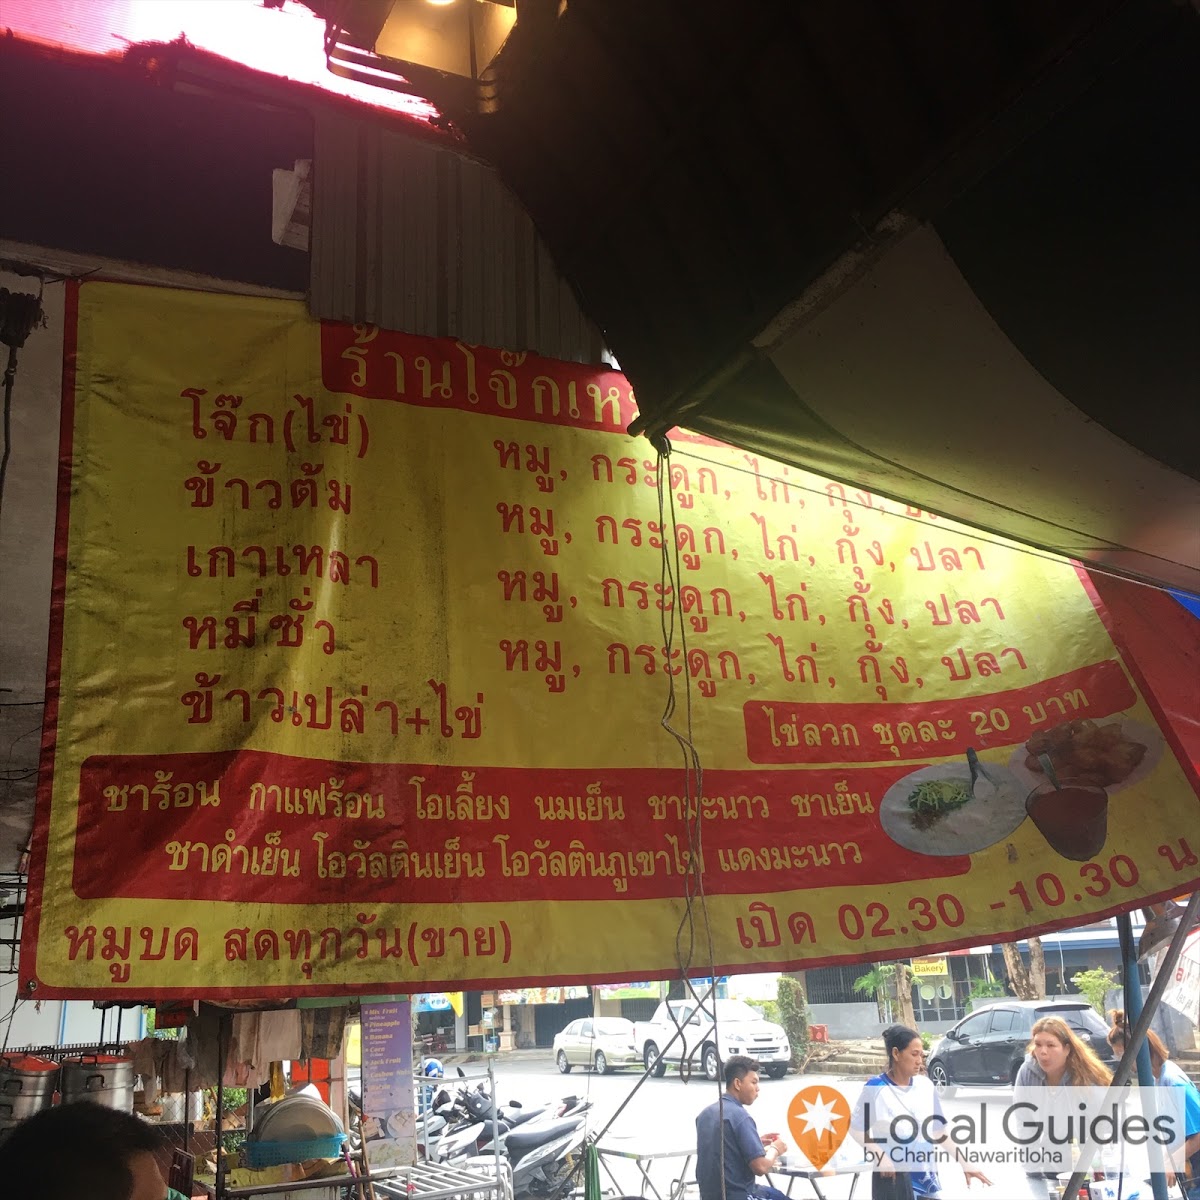 ร้านโจ๊กเห
โจ๊ก(ไข่) หมู, กระดูก, ไก่, กุ้ง,
ข้าวต้ม หมู, กระดูก, ไก่, กุ้ง, ปลา
เกาเหลา หมู, กระดูก, ไก่, กุ้ง, ปลา
หมี่ซั่ว หมู, กระดูก, ไก่, กุ้ง, ปลา
ข้าวเปล่า+ไข่
ไข่ลวก ชุดละ 20 บาท
ชาร้อน กาแฟร้อน โอเลี้ยง นมเย็น ชามะนาว ชาเย็น
ชาดำเย็น โอวัลตินเย็น โอวัลตินภูเขาไฟ แดงมะนาว
หมูบด สดทุกวัน(ขาย) เปิด 02.30 -10.30 น.
Bakery
Mix Fruit
Pineapple
Banana
Coco
Local Guides
by Charin Nawaritloha